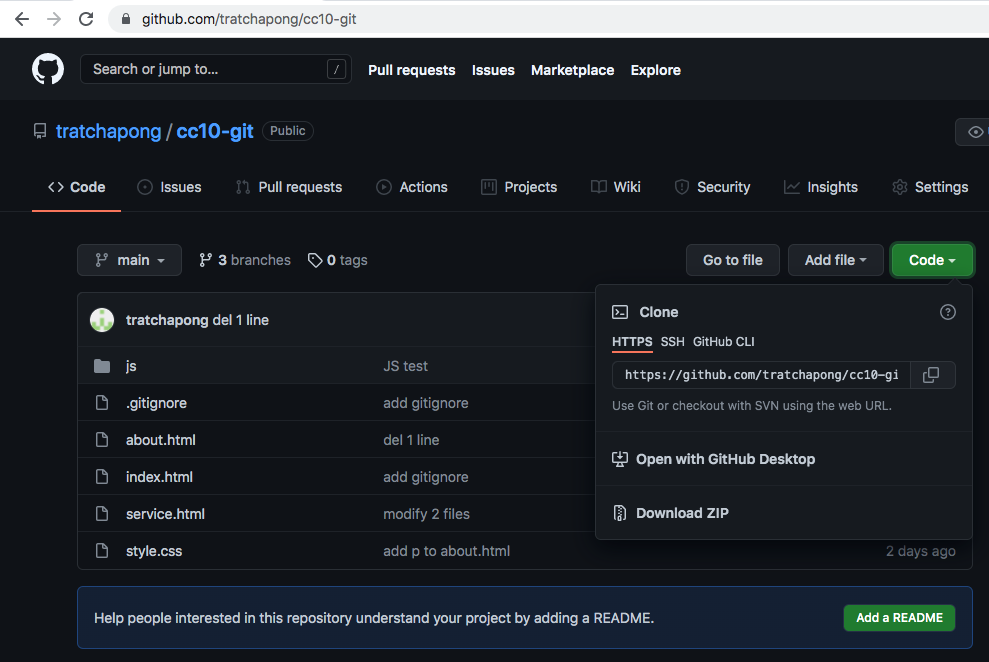 github.com/tratchapong/cc10-git
Search or jump to... / Pull requests Issues Marketplace Explore
tratchapong / cc10-git Public
Code Issues Pull requests Actions Projects Wiki Security Insights Settings
main 3 branches 0 tags Go to file Add file Code
tratchapong del 1 line
js JS test
.gitignore add gitignore
about.html del 1 line
index.html add gitignore
service.html modify 2 files
style.css add p to about.html 2 days ago
Clone
HTTPS SSH GitHub CLI
https://github.com/tratchapong/cc10-gi
Use Git or checkout with SVN using the web URL.
Open with GitHub Desktop
Download ZIP
Help people interested in this repository understand your project by adding a README. Add a README